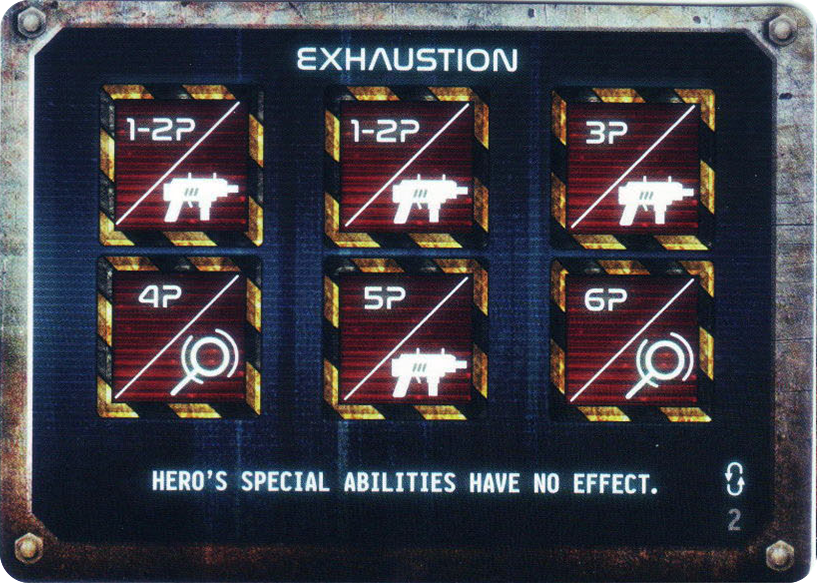 EXHAUSTION
1-2P 1-2P 3P
4P 5P 6P
HERO'S SPECIAL ABILITIES HAVE NO EFFECT.
2